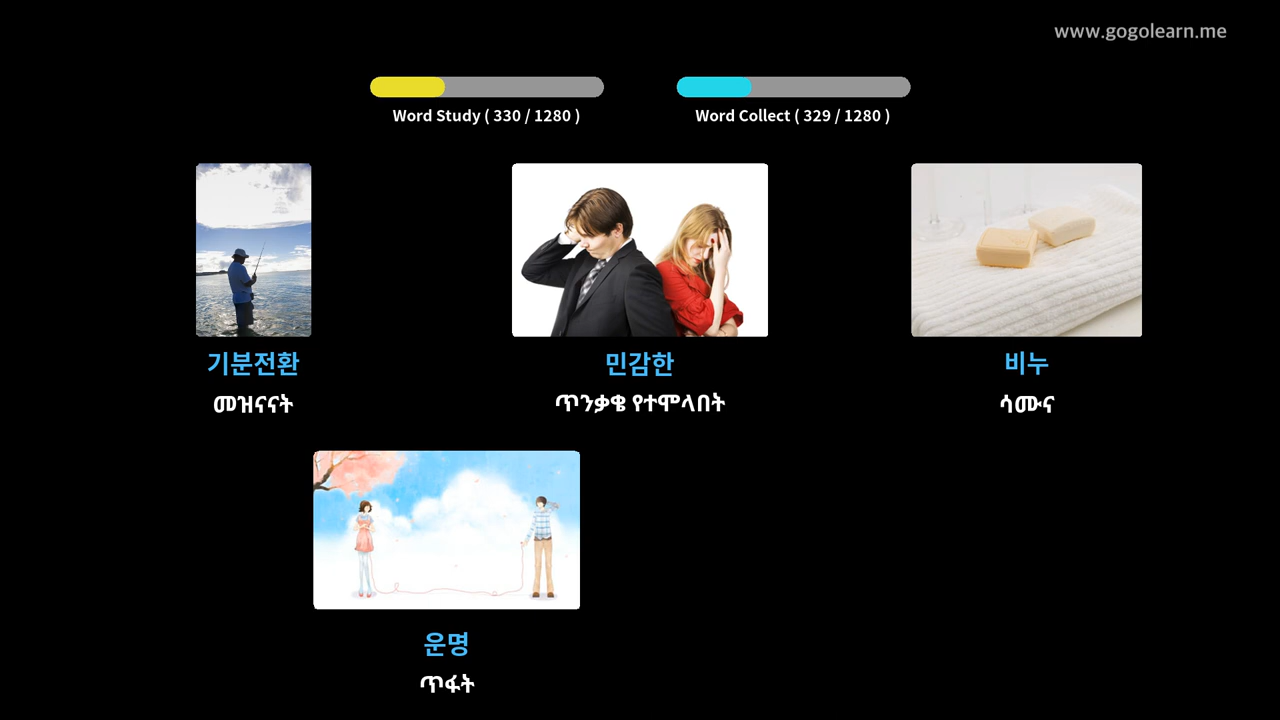 www.gogolearn.me
Word Study ( 330 / 1280 )
Word Collect ( 329 / 1280 )
기분전환
መዝናናት
민감한
ጥንቃቄ የተሞላበት
비누
ሳሙና
운명
ጥፋት